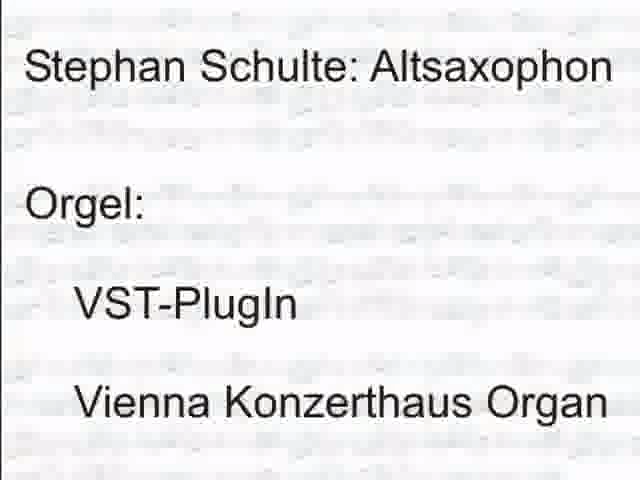 Stephan Schulte: Altsaxophon
Orgel:
VST-PlugIn
Vienna Konzerthaus Organ